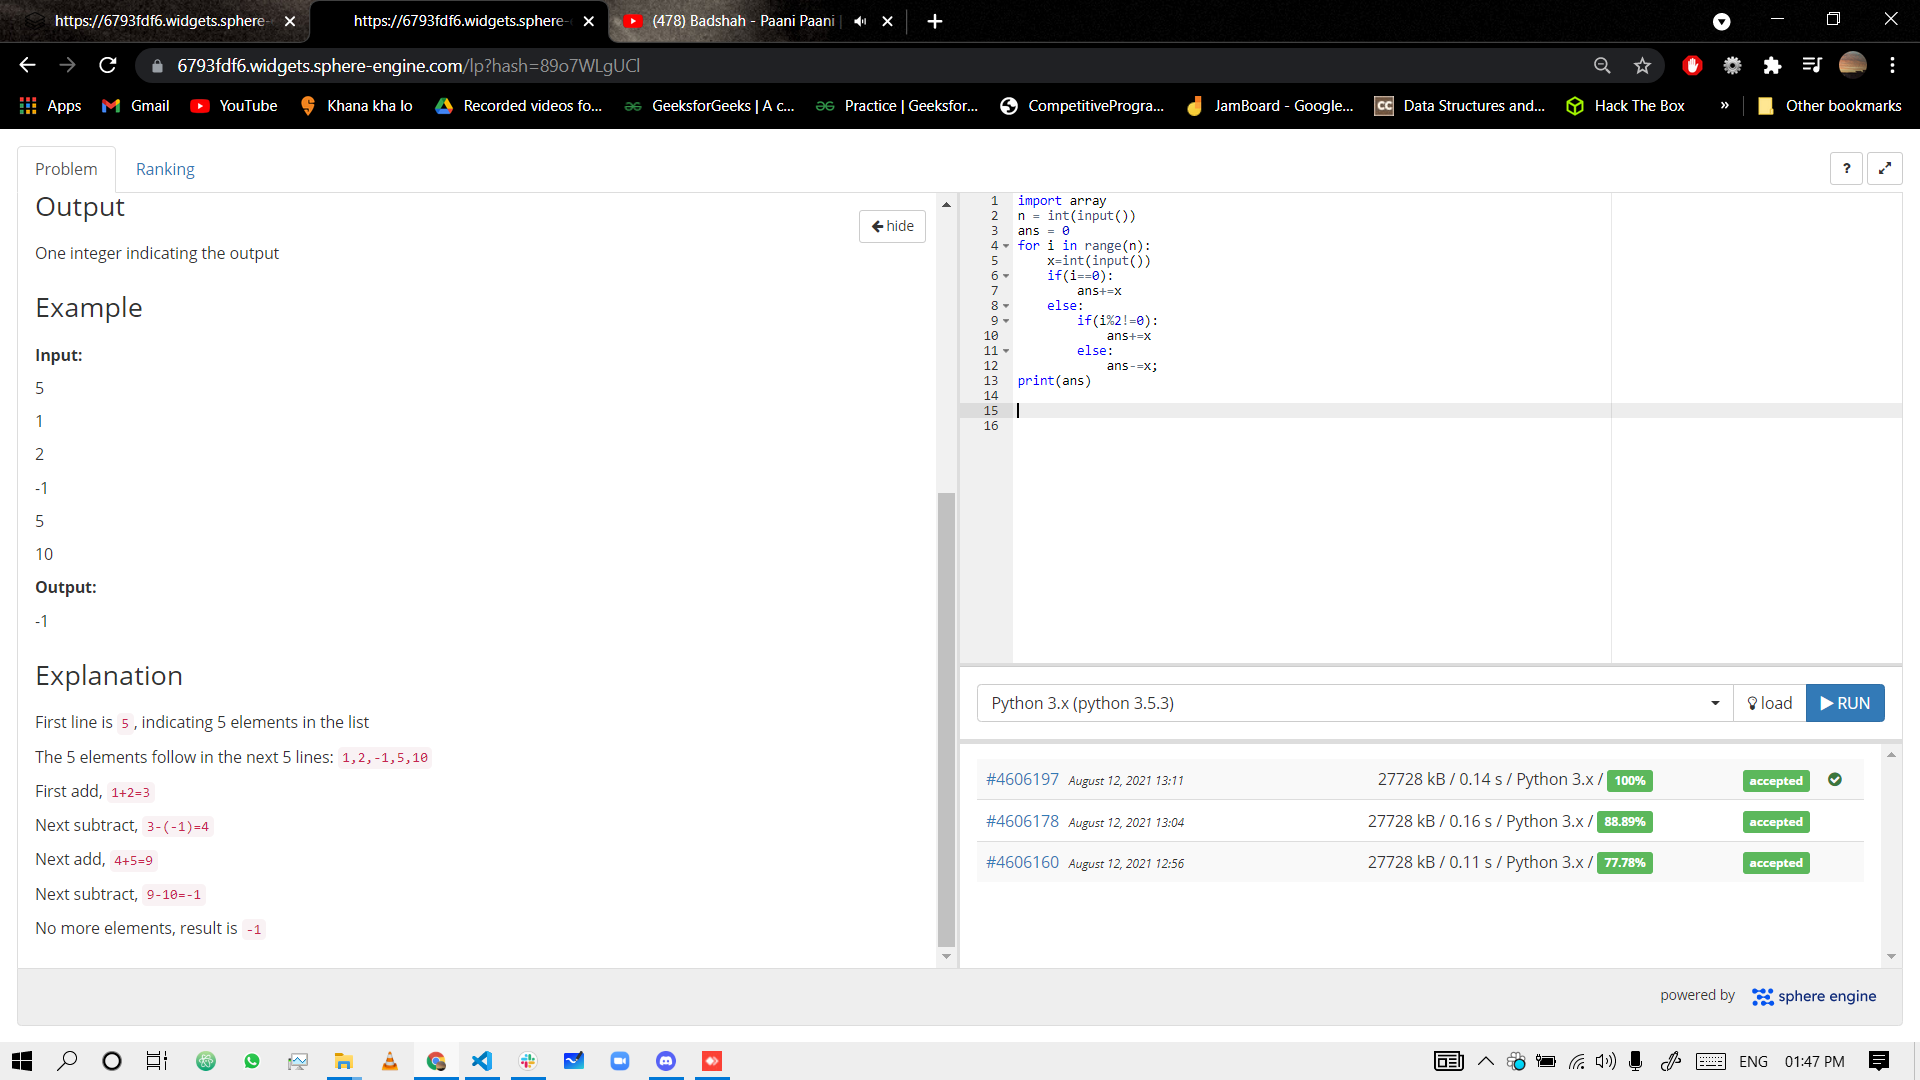 https://6793fdf6.widgets.sphere-
https://6793fdf6.widgets.sphere-
(478) Badshah - Paani Paani
6793fdf6.widgets.sphere-engine.com/lp?hash=89o7WLgUCl
Apps
Gmail
YouTube
Khana kha lo
Recorded videos fo...
GeeksforGeeks | A c...
Practice | Geeksfor...
CompetitivePrograa...
JamBoard - Google...
Data Structures and...
Hack The Box
»
Other bookmarks
Problem
Ranking
?
Output
hide
One integer indicating the output
Example
Input:
5
1
2
-1
5
10
Output:
-1
Explanation
First line is 5 , indicating 5 elements in the list
The 5 elements follow in the next 5 lines: 1,2,-1,5,10
First add, 1+2=3
Next subtract, 3-(-1)=4
Next add, 4+5=9
Next subtract, 9-10=-1
No more elements, result is -1
1 import array
2 n = int(input())
3 ans = 0
4 for i in range(n):
5 x=int(input())
6 if(i==0):
7 ans+=x
8 else:
9 if(i%2!=0):
10 ans+=x
11 else:
12 ans-=x;
13 print(ans)
14
15
16
Python 3.x (python 3.5.3)
load
RUN
#4606197 August 12, 2021 13:11 27728 kB / 0.14 s / Python 3.x / 100% accepted
#4606178 August 12, 2021 13:04 27728 kB / 0.16 s / Python 3.x / 88.89% accepted
#4606160 August 12, 2021 12:56 27728 kB / 0.11 s / Python 3.x / 77.78% accepted
powered by sphere engine
ENG
01:47 PM